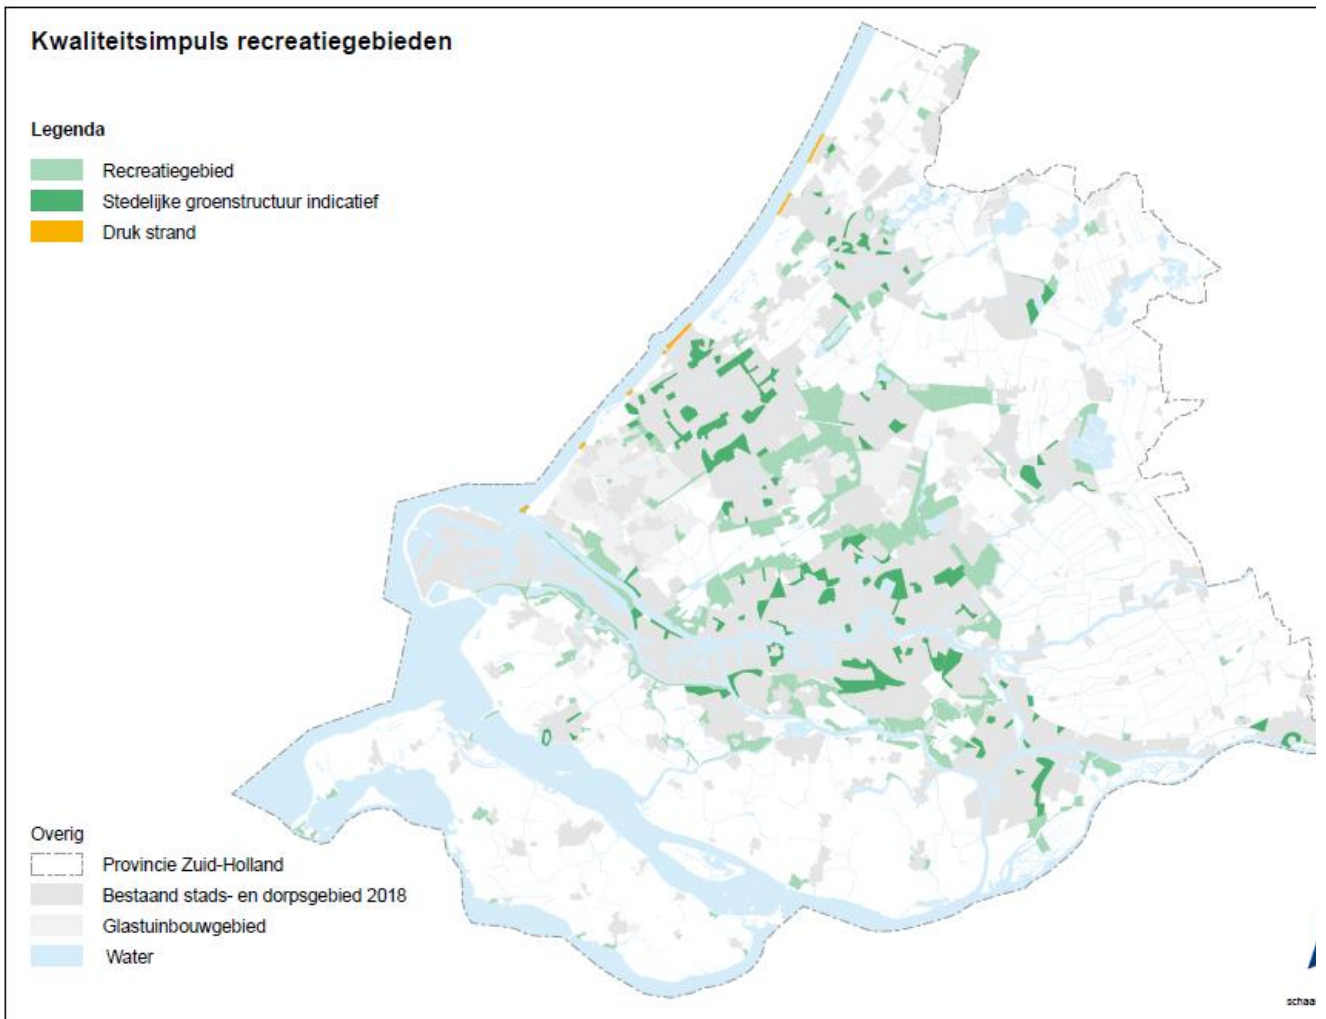 Kwaliteitsimpuls recreatiegebieden
Legenda
Recreatiegebied
Stedelijke groenstructuur indicatief
Druk strand
Overig
Provincie Zuid-Holland
Bestaand stads- en dorpsgebied 2018
Glastuinbouwgebied
Water
schaa